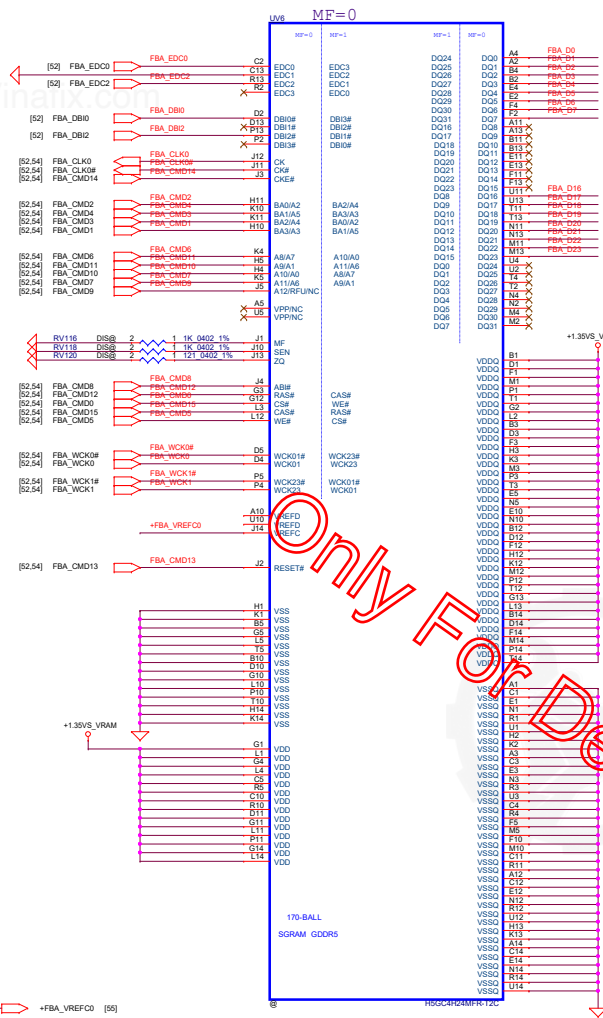 MF=0
UV6
MF=0 MF=1 MF=1 MF=0
FBA_EDC0
[52] FBA_EDC0 C2 EDC0 EDC3
C13 EDC1 EDC2
[52] FBA_EDC2 FBA_EDC2 R13 EDC2 EDC1
R2 EDC3 EDC0
[52] FBA_DBI0 FBA_DBI0 D2 DBI0# DBI3#
D13 DBI1# DBI2#
[52] FBA_DBI2 FBA_DBI2 P13 DBI2# DBI1#
P2 DBI3# DBI0#
[52,54] FBA_CLK0 FBA_CLK0 J12 CK
[52,54] FBA_CLK0# FBA_CLK0# J11 CK#
[52,54] FBA_CMD14 FBA_CMD14 J3 CKE#
[52,54] FBA_CMD2 FBA_CMD2 H11 BA0/A2 BA2/A4
[52,54] FBA_CMD4 FBA_CMD4 K10 BA1/A5 BA3/A3
[52,54] FBA_CMD3 FBA_CMD3 K11 BA2/A4 BA0/A2
[52,54] FBA_CMD1 FBA_CMD1 H10 BA3/A3 BA1/A5
[52,54] FBA_CMD6 FBA_CMD6 K4 A8/A7 A10/A0
[52,54] FBA_CMD11 FBA_CMD11 H5 A9/A1 A11/A6
[52,54] FBA_CMD10 FBA_CMD10 H4 A10/A0 A8/A7
[52,54] FBA_CMD7 FBA_CMD7 K5 A11/A6 A9/A1
[52,54] FBA_CMD9 FBA_CMD9 J5 A12/RFU/NC
A5 VPP/NC
U5 VPP/NC
RV116 DIS@ 2 1 1K_0402_1% J1 MF
RV118 DIS@ 2 1 1K_0402_1% J10 SEN
RV120 DIS@ 2 1 121_0402_1% J13 ZQ
[52,54] FBA_CMD8 FBA_CMD8 J4 ABI#
[52,54] FBA_CMD12 FBA_CMD12 G3 RAS# CAS#
[52,54] FBA_CMD0 FBA_CMD0 G12 CS# WE#
[52,54] FBA_CMD15 FBA_CMD15 L3 CAS# RAS#
[52,54] FBA_CMD5 FBA_CMD5 L12 WE# CS#
[52,54] FBA_WCK0# FBA_WCK0# D5 WCK01# WCK23#
[52,54] FBA_WCK0 FBA_WCK0 D4 WCK01 WCK23
[52,54] FBA_WCK1# FBA_WCK1# P5 WCK23# WCK01#
[52,54] FBA_WCK1 FBA_WCK1 P4 WCK23 WCK01
A10 VREFD
U10 VREFD
+FBA_VREFC0 J14 VREFC
[52,54] FBA_CMD13 FBA_CMD13 J2 RESET#
H1 VSS
K1 VSS
B5 VSS
G5 VSS
L5 VSS
T5 VSS
B10 VSS
D10 VSS
G10 VSS
L10 VSS
P10 VSS
T10 VSS
H14 VSS
K14 VSS
+1.35VS_VRAM
G1 VDD
L1 VDD
G4 VDD
L4 VDD
C5 VDD
R5 VDD
C10 VDD
R10 VDD
D11 VDD
G11 VDD
L11 VDD
P11 VDD
G14 VDD
L14 VDD
DQ24 DQ0 A4 FBA_D0
DQ25 DQ1 A2 FBA_D1
DQ26 DQ2 B4 FBA_D2
DQ27 DQ3 B2 FBA_D3
DQ28 DQ4 E4 FBA_D4
DQ29 DQ5 E2 FBA_D5
DQ30 DQ6 F4 FBA_D6
DQ31 DQ7 F2 FBA_D7
DQ16 DQ8 A11
DQ17 DQ9 A13
DQ18 DQ10 B11
DQ19 DQ11 B13
DQ20 DQ12 E11
DQ21 DQ13 E13
DQ22 DQ14 F11
DQ23 DQ15 F13
DQ8 DQ16 U11 FBA_D16
DQ9 DQ17 U13 FBA_D17
DQ10 DQ18 T11 FBA_D18
DQ11 DQ19 T13 FBA_D19
DQ12 DQ20 N11 FBA_D20
DQ13 DQ21 N13 FBA_D21
DQ14 DQ22 M11 FBA_D22
DQ15 DQ23 M13 FBA_D23
DQ0 DQ24 U4
DQ1 DQ25 U2
DQ2 DQ26 T4
DQ3 DQ27 T2
DQ4 DQ28 N4
DQ5 DQ29 N2
DQ6 DQ30 M4
DQ7 DQ31 M2
+1.35VS_V
VDDQ B1
VDDQ D1
VDDQ F1
VDDQ M1
VDDQ P1
VDDQ T1
VDDQ G2
VDDQ L2
VDDQ B3
VDDQ D3
VDDQ F3
VDDQ H3
VDDQ K3
VDDQ M3
VDDQ P3
VDDQ T3
VDDQ E5
VDDQ N5
VDDQ E10
VDDQ N10
VDDQ B12
VDDQ D12
VDDQ F12
VDDQ H12
VDDQ K12
VDDQ M12
VDDQ P12
VDDQ T12
VDDQ G13
VDDQ L13
VDDQ B14
VDDQ D14
VDDQ F14
VDDQ M14
VDDQ P14
VDDQ T14
VSSQ A1
VSSQ C1
VSSQ E1
VSSQ N1
VSSQ R1
VSSQ U1
VSSQ H2
VSSQ K2
VSSQ A3
VSSQ C3
VSSQ E3
VSSQ N3
VSSQ R3
VSSQ U3
VSSQ C4
VSSQ R4
VSSQ F5
VSSQ M5
VSSQ F10
VSSQ M10
VSSQ C11
VSSQ R11
VSSQ A12
VSSQ C12
VSSQ E12
VSSQ N12
VSSQ R12
VSSQ U12
VSSQ H13
VSSQ K13
VSSQ A14
VSSQ C14
VSSQ E14
VSSQ N14
VSSQ R14
VSSQ U14
170-BALL
SGRAM GDDR5
@ H5GC4H24MFR-T2C
+FBA_VREFC0 [55]
Only For Do
inafix.com